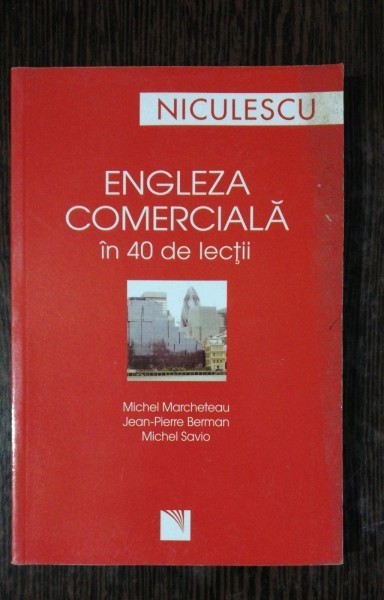 NICULESCU
ENGLEZA
COMERCIALĂ
în 40 de lecţii
Michel Marcheteau
Jean-Pierre Berman
Michel Savio